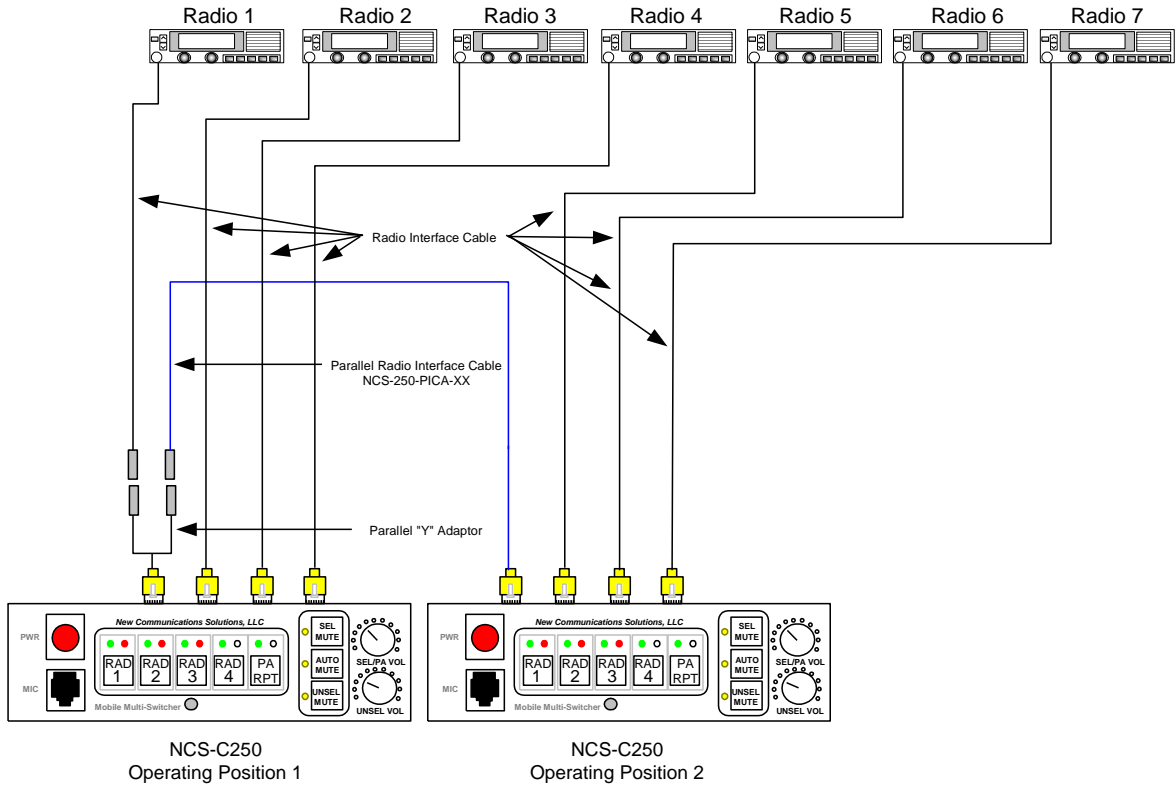 Radio 1
Radio 2
Radio 3
Radio 4
Radio 5
Radio 6
Radio 7
Radio Interface Cable
Parallel Radio Interface Cable
NCS-250-PICA-XX
Parallel "Y" Adaptor
New Communications Solutions, LLC
PWR
MIC
RAD
1
RAD
2
RAD
3
RAD
4
PA
RPT
SEL
MUTE
AUTO
MUTE
UNSEL
MUTE
SEL/PA VOL
UNSEL VOL
Mobile Multi-Switcher
New Communications Solutions, LLC
PWR
MIC
RAD
1
RAD
2
RAD
3
RAD
4
PA
RPT
SEL
MUTE
AUTO
MUTE
UNSEL
MUTE
SEL/PA VOL
UNSEL VOL
Mobile Multi-Switcher
NCS-C250
Operating Position 1
NCS-C250
Operating Position 2